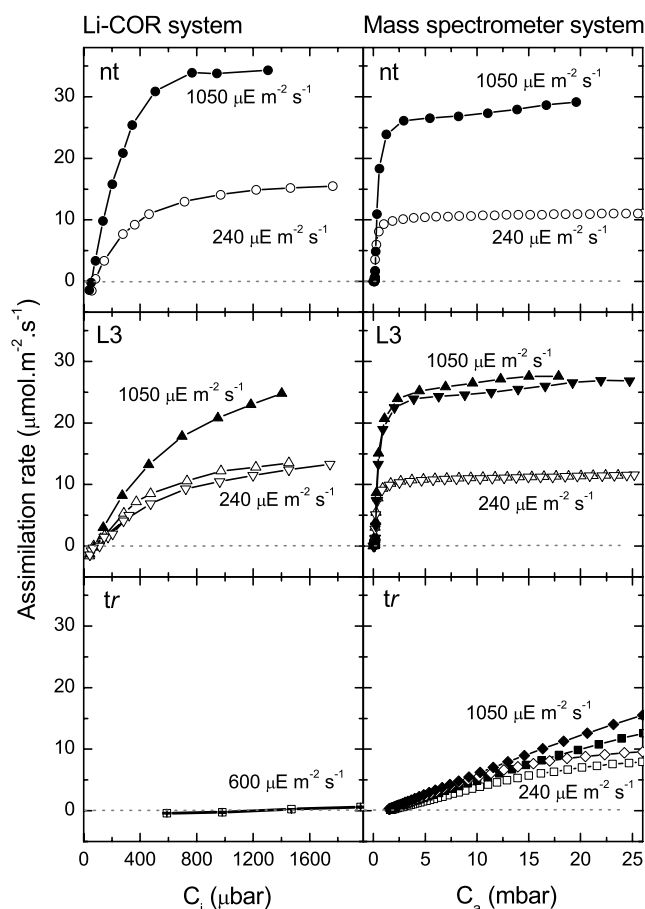 Li-COR system
Mass spectrometer system
nt
1050 μE m⁻² s⁻¹
240 μE m⁻² s⁻¹
nt
1050 μE m⁻² s⁻¹
240 μE m⁻² s⁻¹
30
20
10
0
L3
1050 μE m⁻² s⁻¹
240 μE m⁻² s⁻¹
L3
1050 μE m⁻² s⁻¹
240 μE m⁻² s⁻¹
30
20
10
0
Assimilation rate (μmol.m⁻².s⁻¹)
tr
600 μE m⁻² s⁻¹
tr
1050 μE m⁻² s⁻¹
240 μE m⁻² s⁻¹
30
20
10
0
0 400 800 1200 1600
0 5 10 15 20 25
Cᵢ (μbar)
Cₐ (mbar)